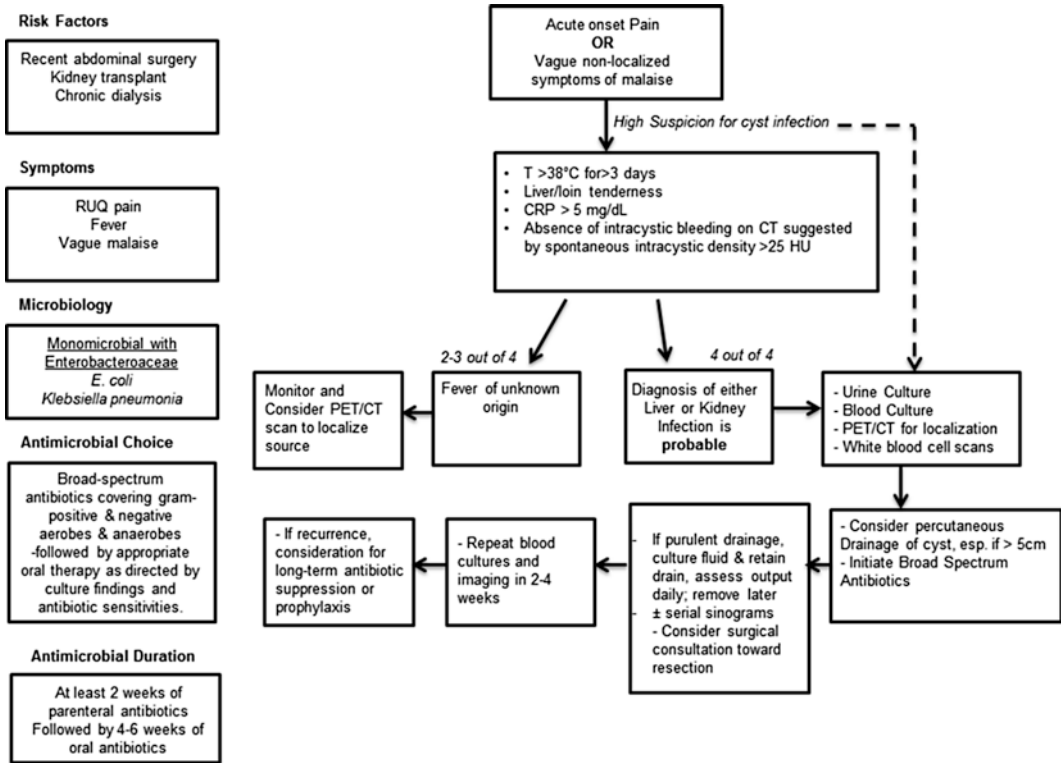 Risk Factors
Recent abdominal surgery
Kidney transplant
Chronic dialysis
Symptoms
RUQ pain
Fever
Vague malaise
Microbiology
Monomicrobial with
Enterobacteroaceae
E. coli
Klebsiella pneumonia
Antimicrobial Choice
Broad-spectrum
antibiotics covering gram-
positive & negative
aerobes & anaerobes
-followed by appropriate
oral therapy as directed by
culture findings and
antibiotic sensitivities.
Antimicrobial Duration
At least 2 weeks of
parenteral antibiotics
Followed by 4-6 weeks of
oral antibiotics
Acute onset Pain
OR
Vague non-localized
symptoms of malaise
High Suspicion for cyst infection
• T >38°C for>3 days
• Liver/loin tenderness
• CRP > 5 mg/dL
• Absence of intracystic bleeding on CT suggested
by spontaneous intracystic density >25 HU
2-3 out of 4
4 out of 4
Monitor and
Consider PET/CT
scan to localize
source
Fever of unknown
origin
Diagnosis of either
Liver or Kidney
Infection is
probable
- Urine Culture
- Blood Culture
- PET/CT for localization
- White blood cell scans
- Consider percutaneous
Drainage of cyst, esp. if > 5cm
- Initiate Broad Spectrum
Antibiotics
- If purulent drainage,
culture fluid & retain
drain, assess output
daily; remove later
- ± serial sinograms
- Consider surgical
consultation toward
resection
- Repeat blood
cultures and
imaging in 2-4
weeks
- If recurrence,
consideration for
long-term antibiotic
suppression or
prophylaxis